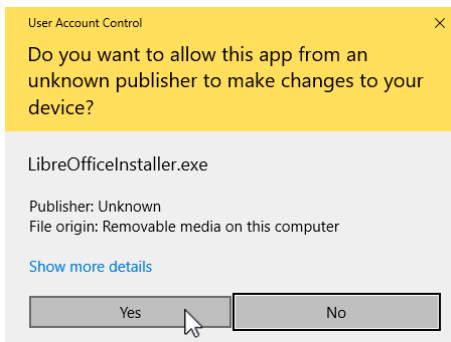 User Account Control
Do you want to allow this app from an
unknown publisher to make changes to your
device?
LibreOfficeInstaller.exe
Publisher: Unknown
File origin: Removable media on this computer
Show more details
Yes
No